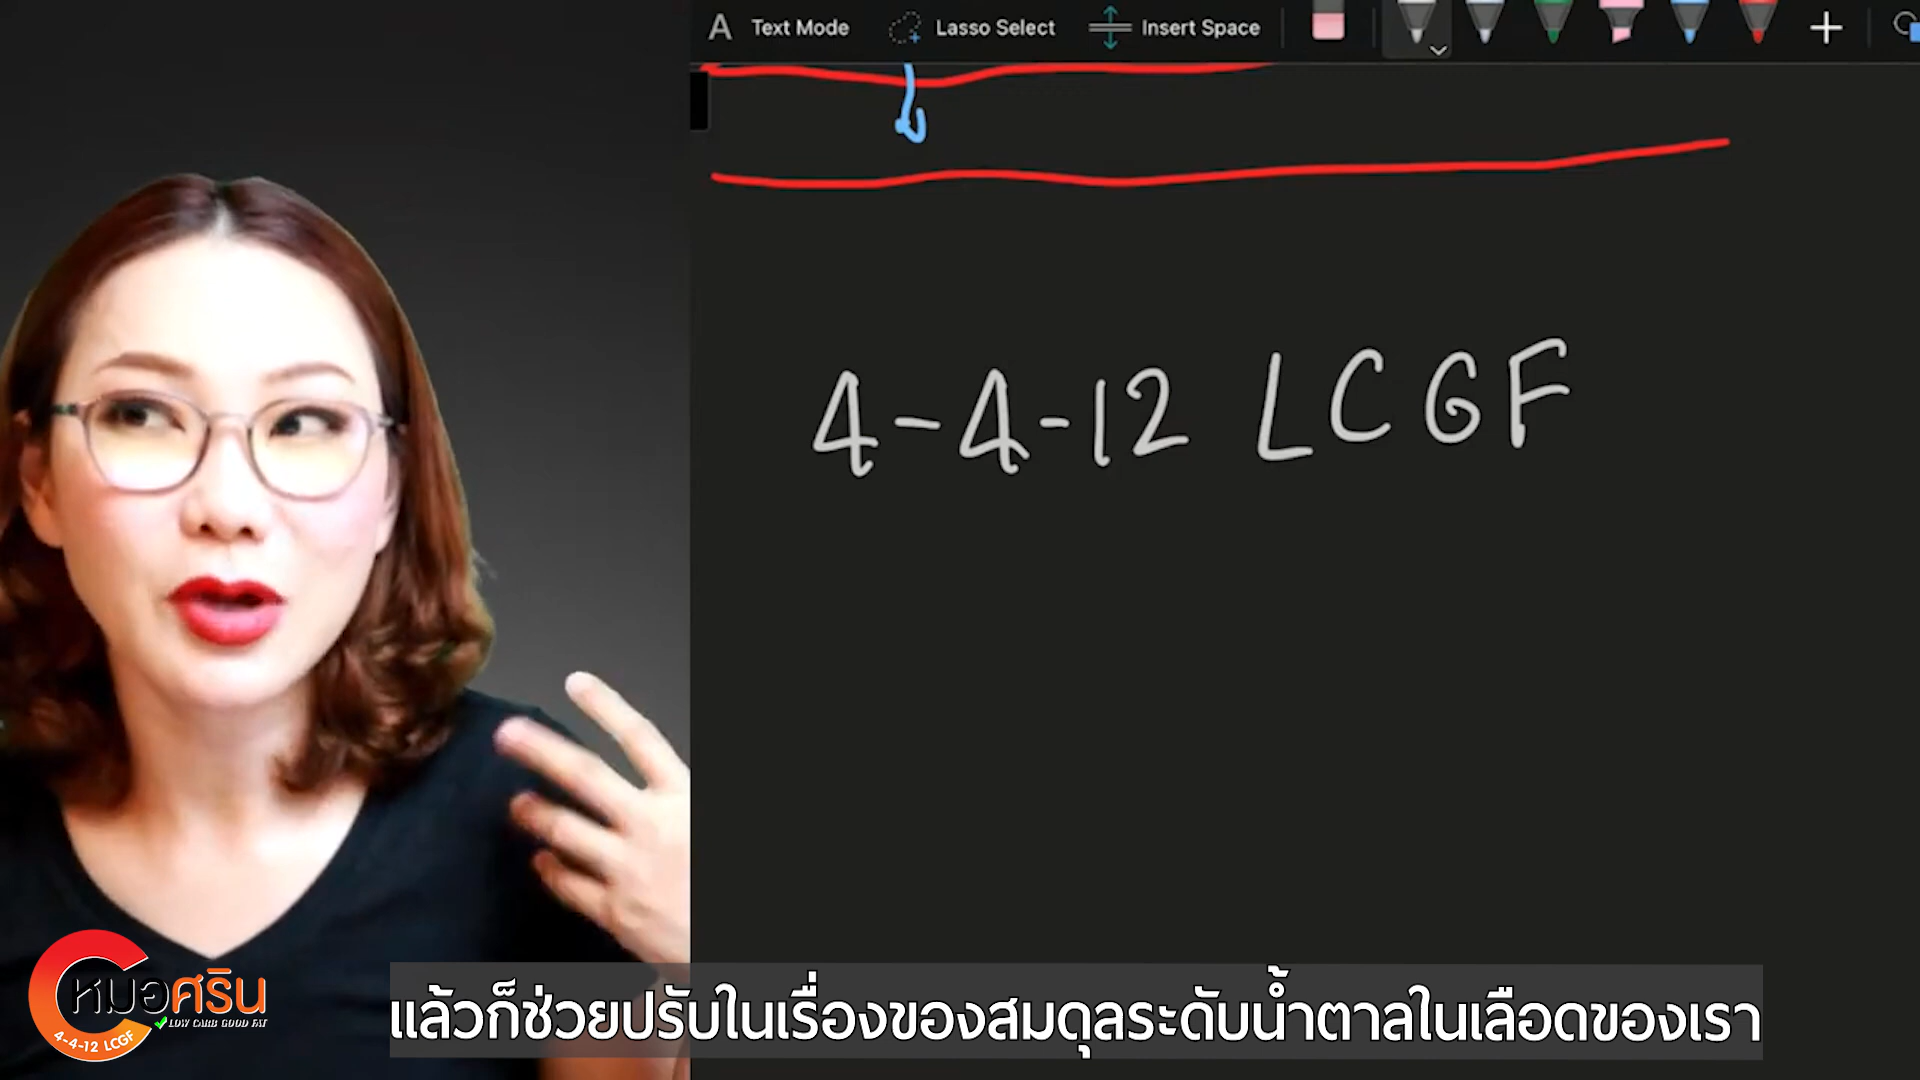 A Text Mode Lasso Select Insert Space
4-4-12 LCGF
หมอศริน
LOW CARB GOOD FAT
4-4-12 LCGF
แล้วก็ช่วยปรับในเรื่องของสมดุลระดับน้ำตาลในเลือดของเรา